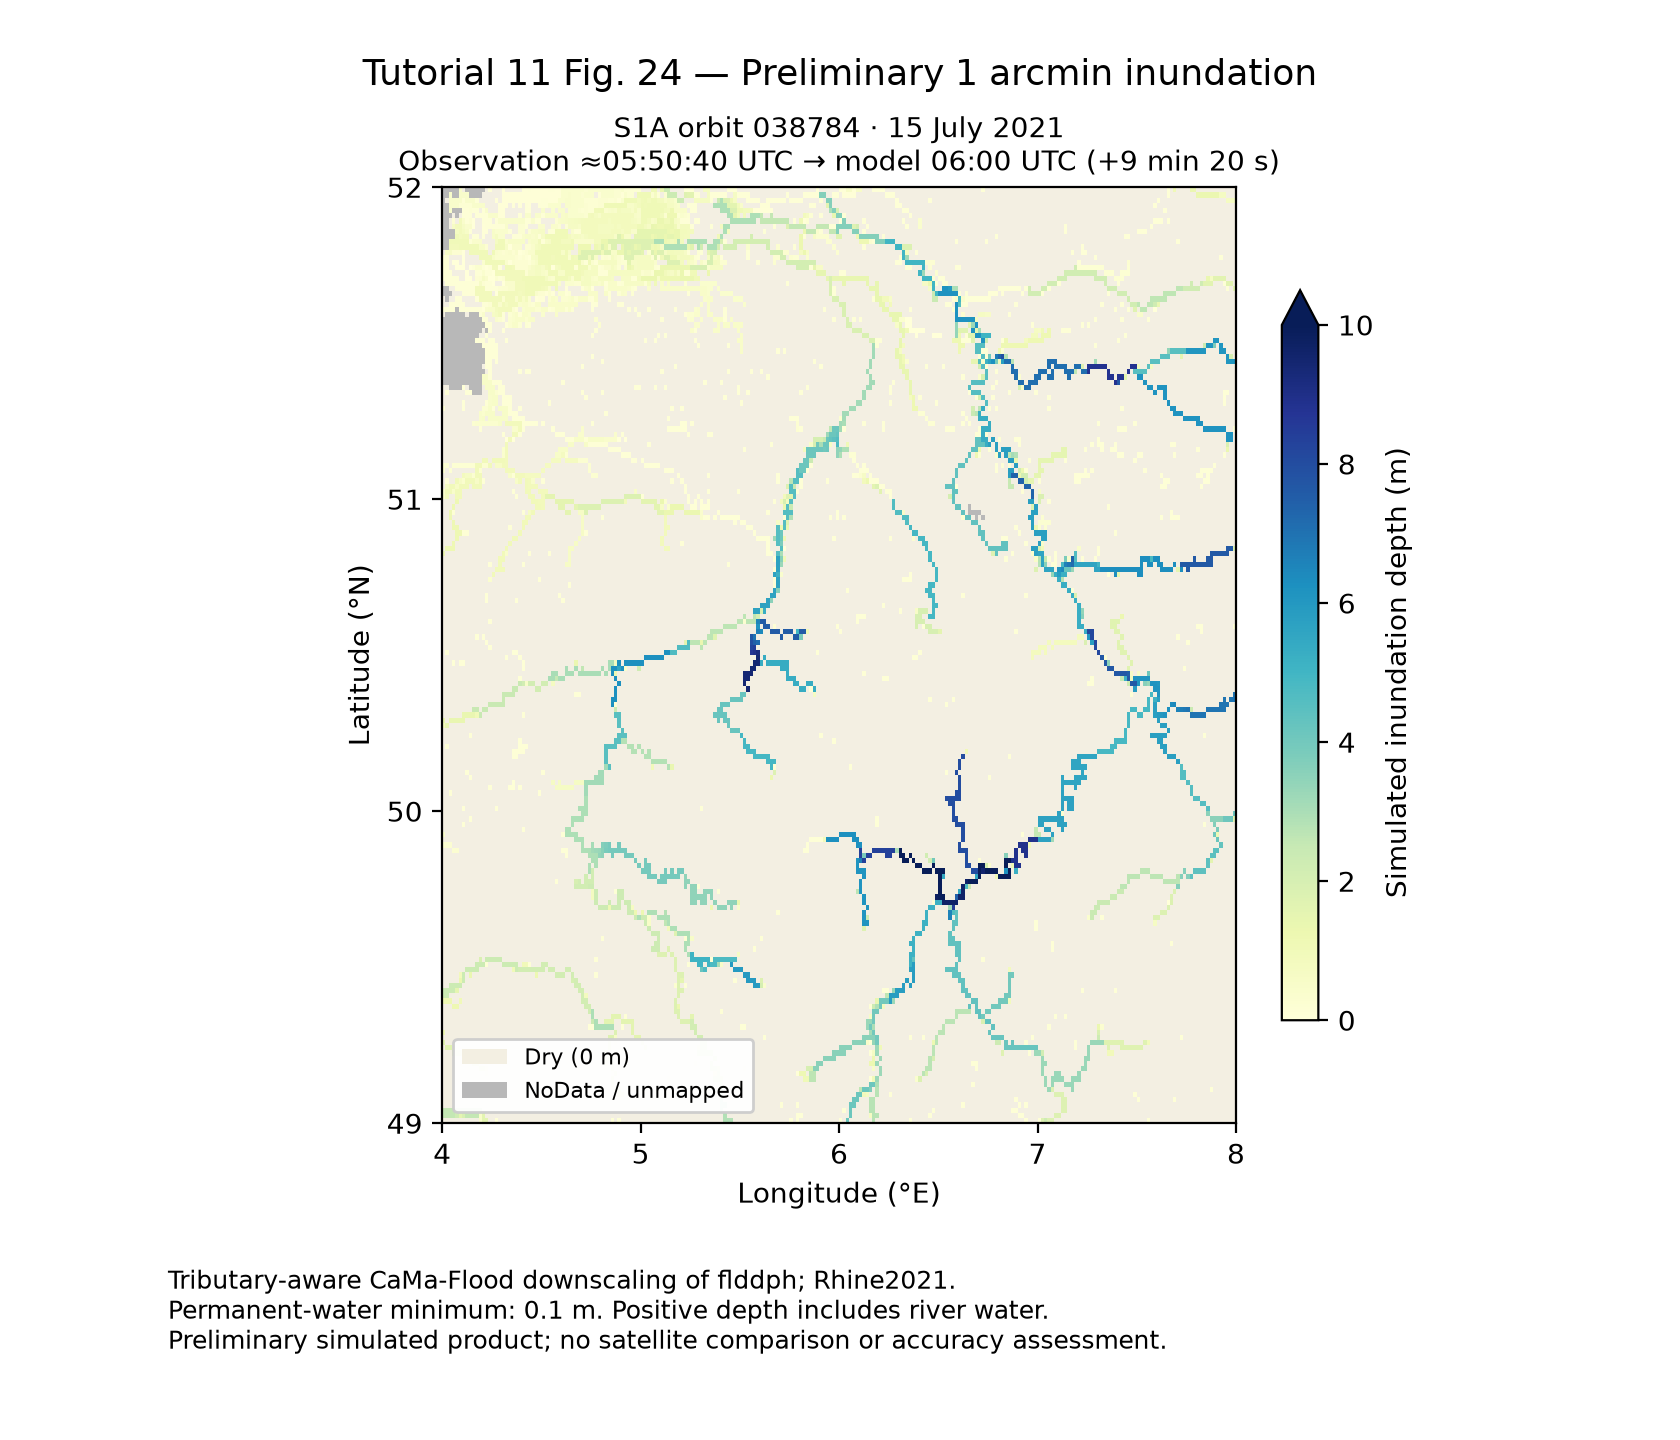 Tutorial 11 Fig. 24 — Preliminary 1 arcmin inundation
S1A orbit 038784 · 15 July 2021
Observation ≈05:50:40 UTC → model 06:00 UTC (+9 min 20 s)
52
51
50
49
Latitude (°N)
4
5
6
7
8
Longitude (°E)
Dry (0 m)
NoData / unmapped
10
8
6
4
2
0
Simulated inundation depth (m)
Tributary-aware CaMa-Flood downscaling of flddph; Rhine2021.
Permanent-water minimum: 0.1 m. Positive depth includes river water.
Preliminary simulated product; no satellite comparison or accuracy assessment.